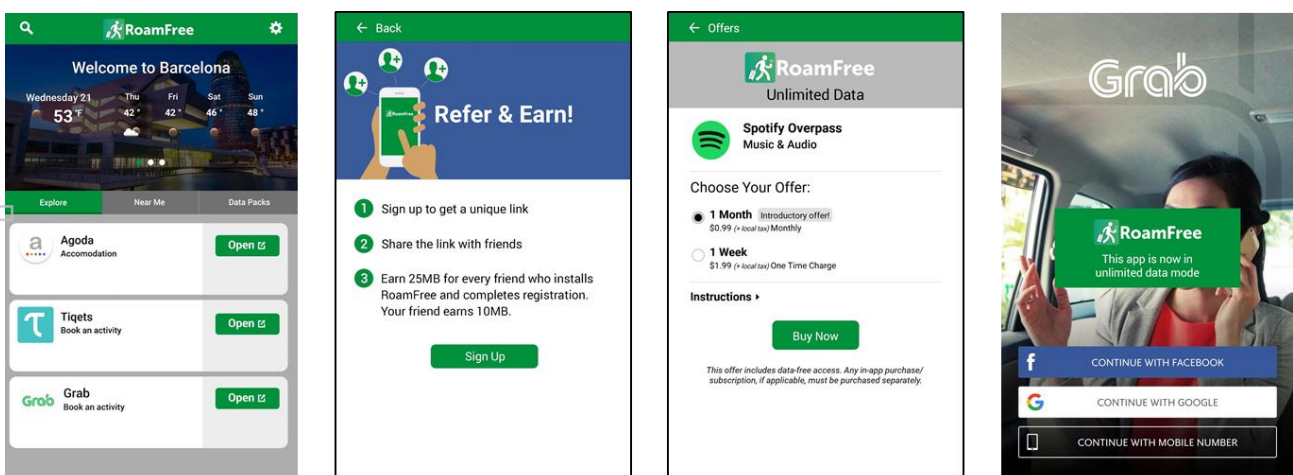 RoamFree
Welcome to Barcelona
Wednesday 21
Thu
Fri
Sat
Sun
53°F
42°
42°
46°
48°
Explore
Near Me
Data Packs
a
Agoda
Accomodation
Open
Tiqets
Book an activity
Open
Grab
Grab
Book an activity
Open
← Back
RoamFree
Refer & Earn!
1 Sign up to get a unique link
2 Share the link with friends
3 Earn 25MB for every friend who installs
RoamFree and completes registration.
Your friend earns 10MB.
Sign Up
← Offers
RoamFree
Unlimited Data
Spotify Overpass
Music & Audio
Choose Your Offer:
1 Month Introductory offer!
$0.99 (+ local tax) Monthly
1 Week
$1.99 (+ local tax) One Time Charge
Instructions
Buy Now
This offer includes data-free access. Any in-app purchase/
subscription, if applicable, must be purchased separately.
Grab
RoamFree
This app is now in
unlimited data mode
f CONTINUE WITH FACEBOOK
G CONTINUE WITH GOOGLE
CONTINUE WITH MOBILE NUMBER